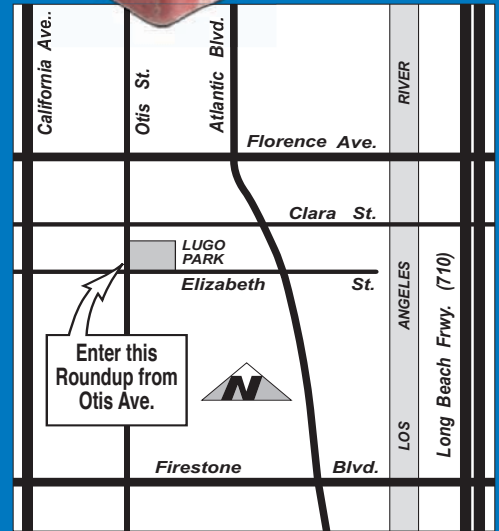 California Ave..
Otis St.
Atlantic Blvd.
RIVER
Florence Ave.
Clara St.
LUGO
PARK
Elizabeth St.
ANGELES
Long Beach Frwy. (710)
Enter this
Roundup from
Otis Ave.
N
LOS
Firestone Blvd.